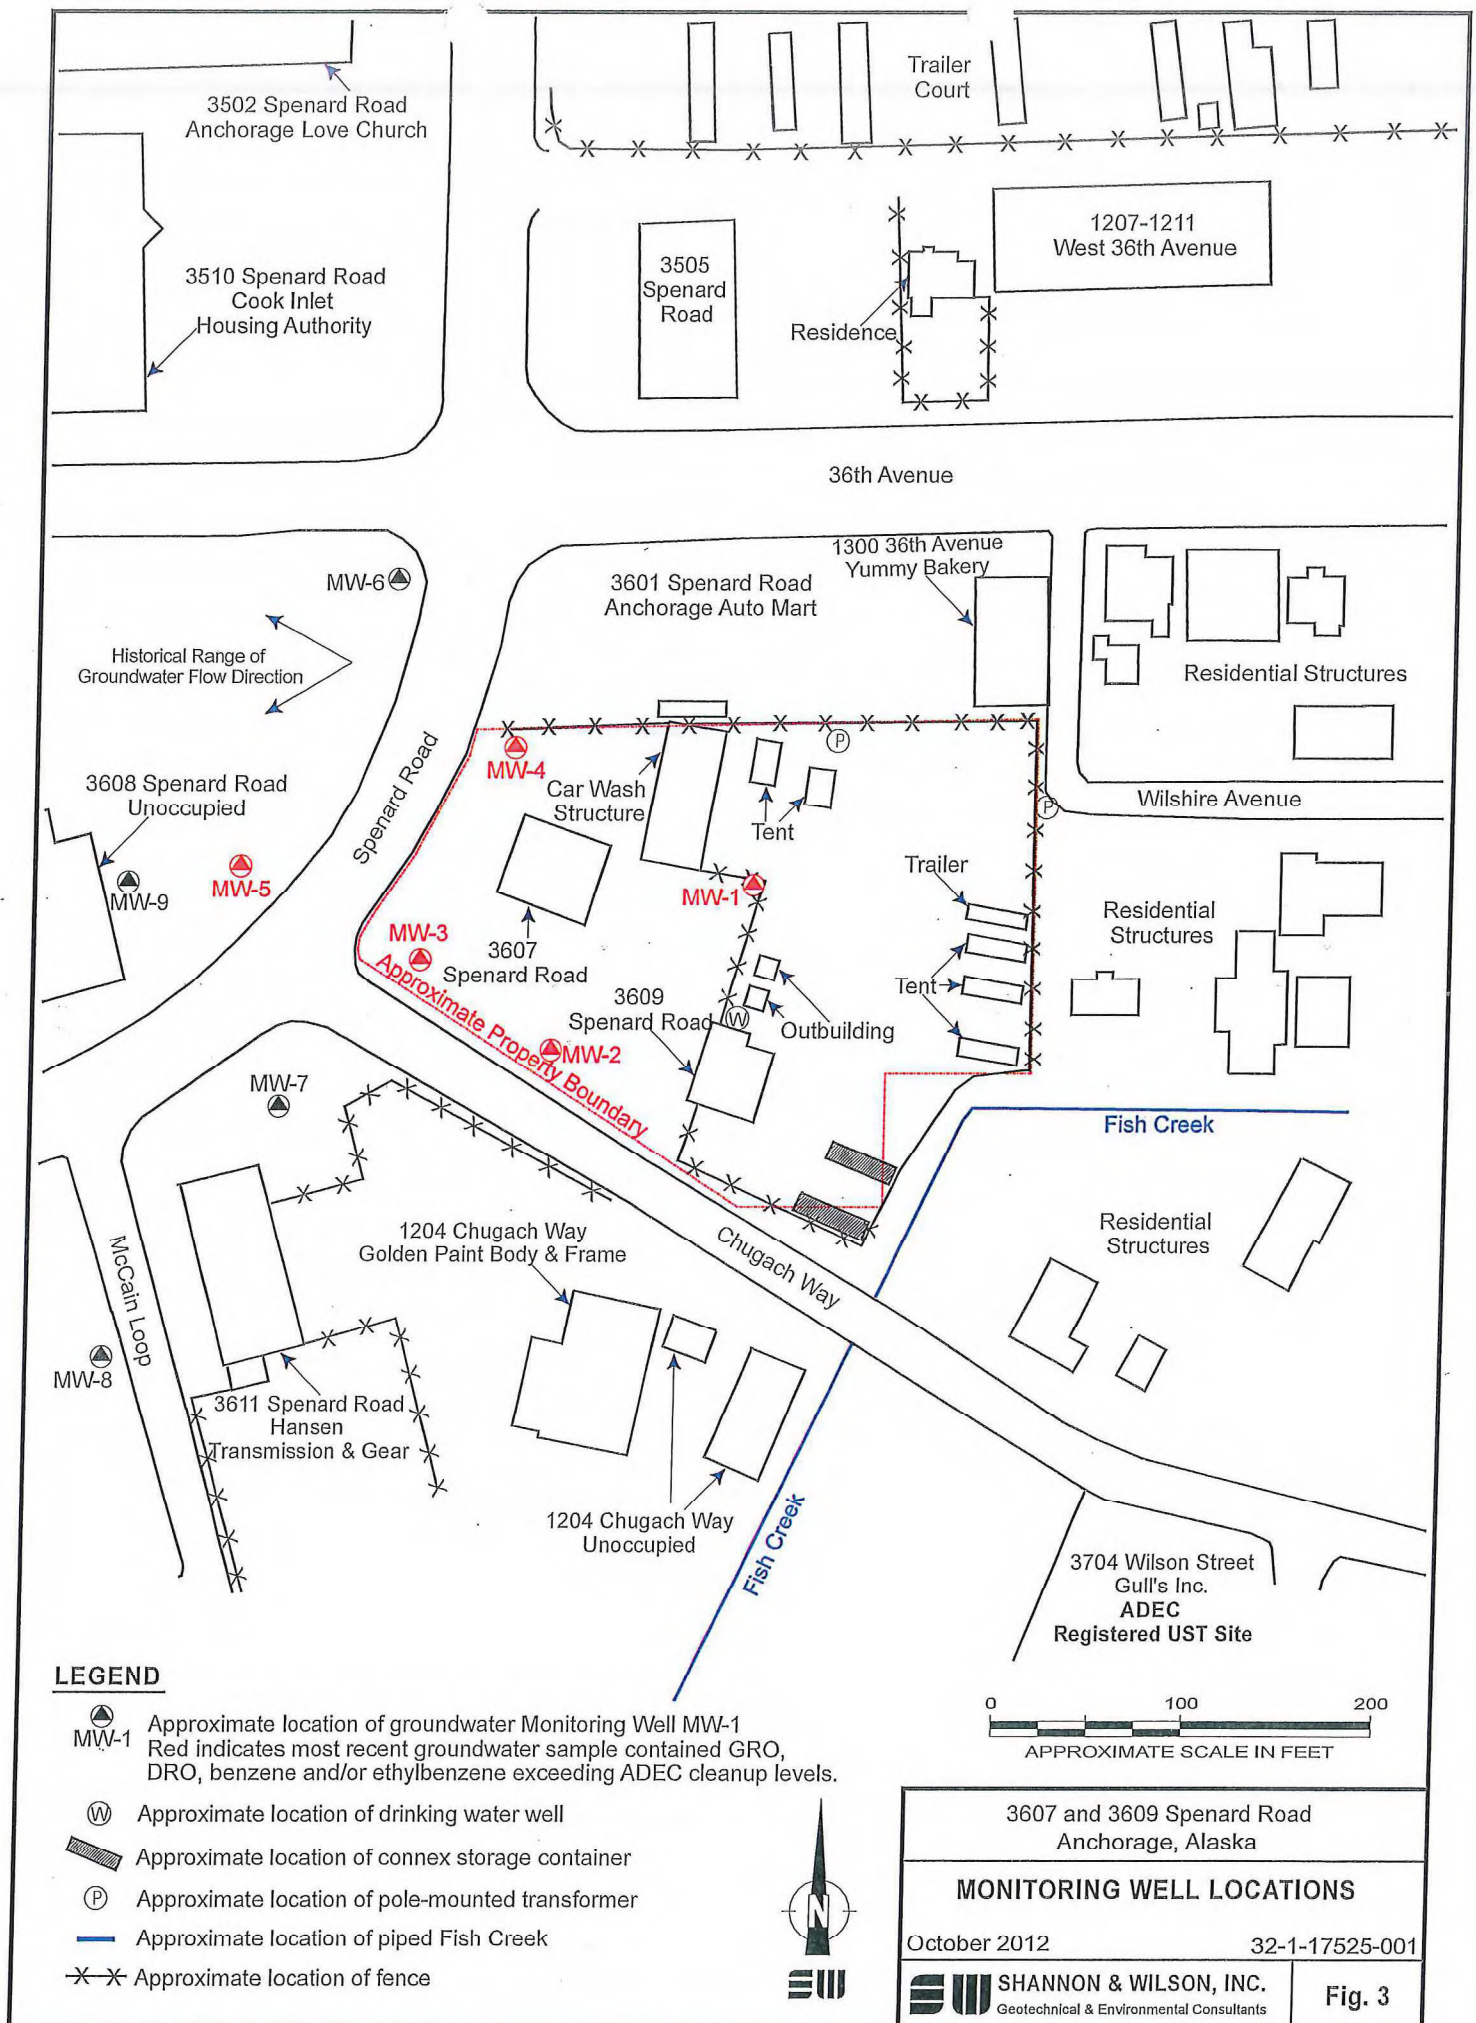 Trailer
Court
3502 Spenard Road
Anchorage Love Church
1207-1211
West 36th Avenue
3510 Spenard Road
Cook Inlet
Housing Authority
3505
Spenard
Road
Residence
36th Avenue
1300 36th Avenue
Yummy Bakery
MW-6
3601 Spenard Road
Anchorage Auto Mart
Historical Range of
Groundwater Flow Direction
Residential Structures
Spenard Road
MW-4
P
Car Wash
Structure
Tent
3608 Spenard Road
Unoccupied
Wilshire Avenue
P
MW-9
MW-5
MW-1
Trailer
Residential
Structures
MW-3
3607
Spenard Road
Approximate Property Boundary
3609
Spenard Road
W
Outbuilding
Tent
MW-2
MW-7
Fish Creek
McCain Loop
1204 Chugach Way
Golden Paint Body & Frame
Chugach Way
Residential
Structures
MW-8
3611 Spenard Road
Hansen
Transmission & Gear
1204 Chugach Way
Unoccupied
Fish Creek
3704 Wilson Street
Gull's Inc.
ADEC
Registered UST Site
LEGEND
MW-1
Approximate location of groundwater Monitoring Well MW-1
Red indicates most recent groundwater sample contained GRO,
DRO, benzene and/or ethylbenzene exceeding ADEC cleanup levels.
W Approximate location of drinking water well
Approximate location of connex storage container
P Approximate location of pole-mounted transformer
Approximate location of piped Fish Creek
Approximate location of fence
0 100 200
APPROXIMATE SCALE IN FEET
N
SW
3607 and 3609 Spenard Road
Anchorage, Alaska
MONITORING WELL LOCATIONS
October 2012 32-1-17525-001
SW SHANNON & WILSON, INC.
Geotechnical & Environmental Consultants
Fig. 3